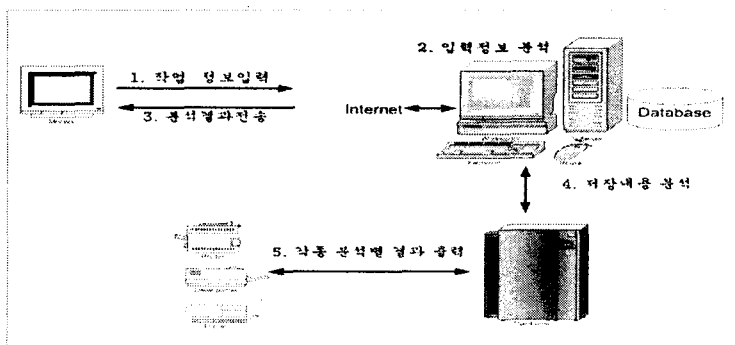 2. 입력정보 분석
1. 작업 정보입력
3. 분석결과전송
Internet
Database
4. 저장내용 분석
5. 각종 분석별 결과 출력